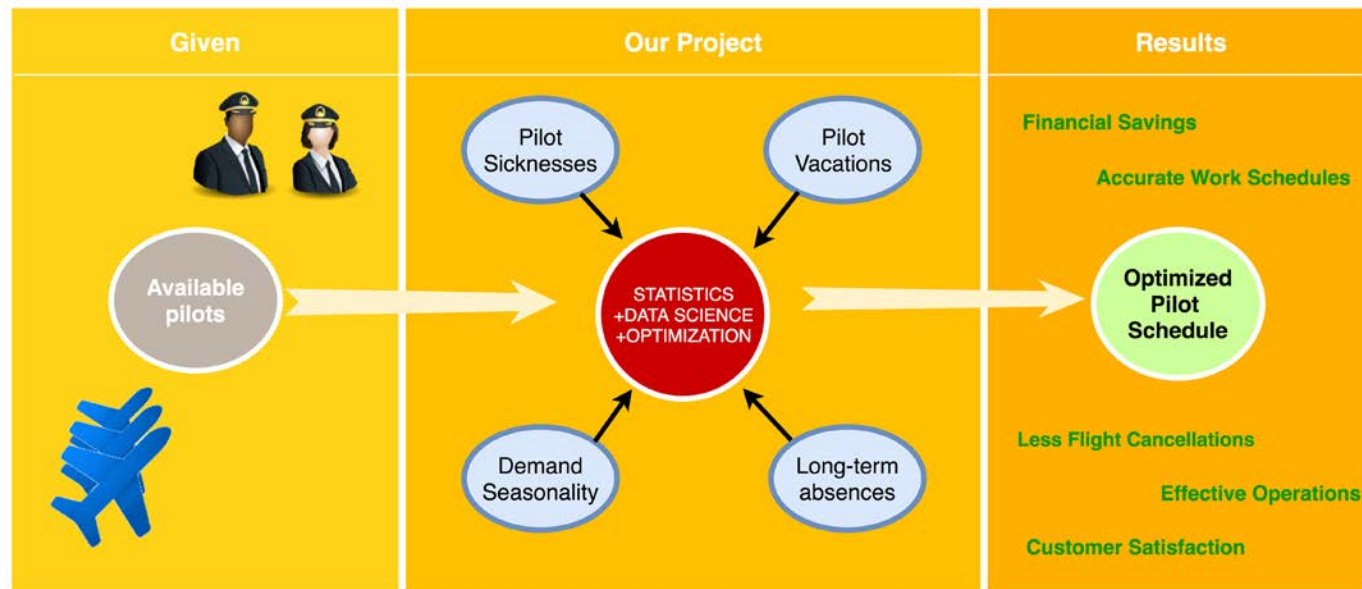 Given
Our Project
Results
Pilot
Sicknesses
Pilot
Vacations
Financial Savings
Accurate Work Schedules
Available
pilots
STATISTICS
+DATA SCIENCE
+OPTIMIZATION
Optimized
Pilot
Schedule
Demand
Seasonality
Long-term
absences
Less Flight Cancellations
Effective Operations
Customer Satisfaction